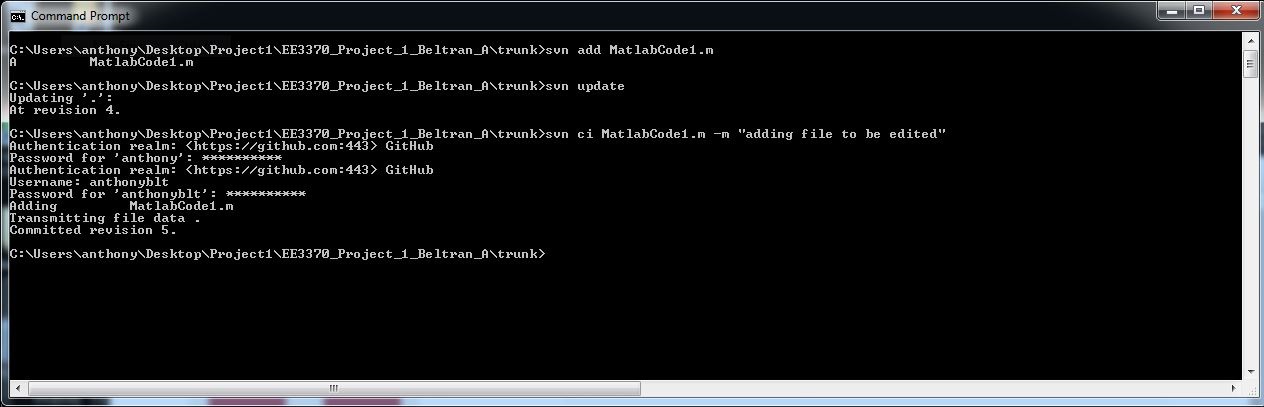 Command Prompt
C:\Users\anthony\Desktop\Project1\EE3370_Project_1_Beltran_A\trunk>svn add MatlabCode1.m
A         MatlabCode1.m
C:\Users\anthony\Desktop\Project1\EE3370_Project_1_Beltran_A\trunk>svn update
Updating '.':
At revision 4.
C:\Users\anthony\Desktop\Project1\EE3370_Project_1_Beltran_A\trunk>svn ci MatlabCode1.m -m "adding file to be edited"
Authentication realm: <https://github.com:443> GitHub
Password for 'anthony': **********
Authentication realm: <https://github.com:443> GitHub
Username: anthonyblt
Password for 'anthonyblt': **********
Adding         MatlabCode1.m
Transmitting file data .
Committed revision 5.
C:\Users\anthony\Desktop\Project1\EE3370_Project_1_Beltran_A\trunk>